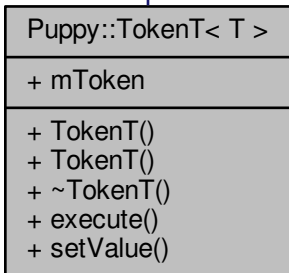 Puppy::TokenT< T >
+ mToken
+ TokenT()
+ TokenT()
+ ~TokenT()
+ execute()
+ setValue()